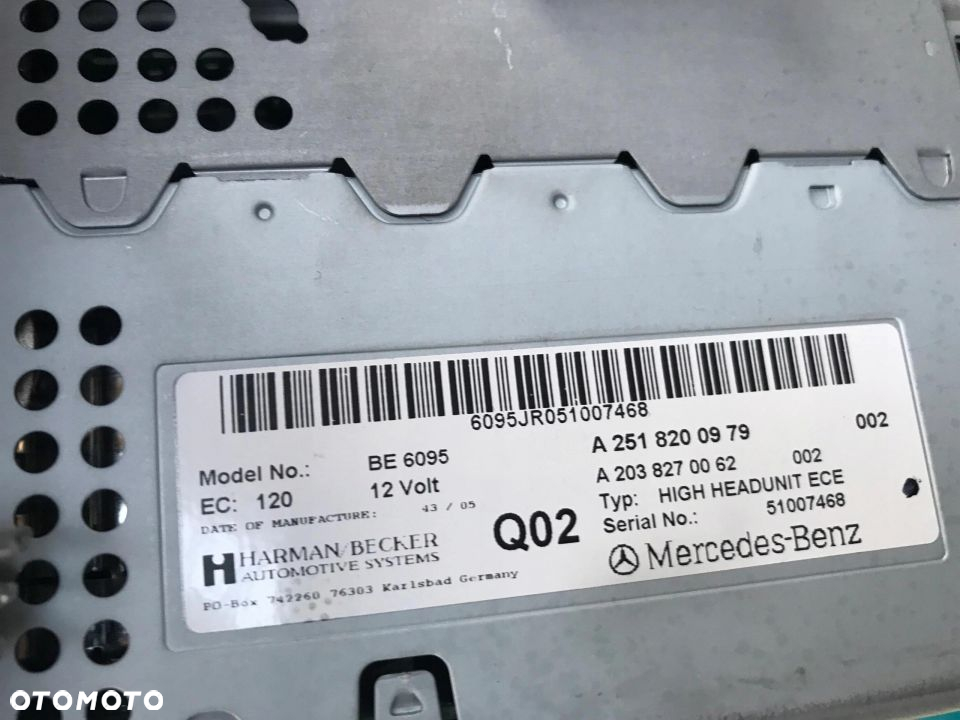 6095JR051007468
Model No.: BE 6095
EC: 120 12 Volt
DATE OF MANUFACTURE: 43 / 05
HARMAN/BECKER
AUTOMOTIVE SYSTEMS
PO-Box 742260 76303 Karlsbad Germany
Q02
A 251 820 09 79 002
A 203 827 00 62 002
Typ: HIGH HEADUNIT ECE
Serial No.: 51007468
Mercedes-Benz
OTOMOTO